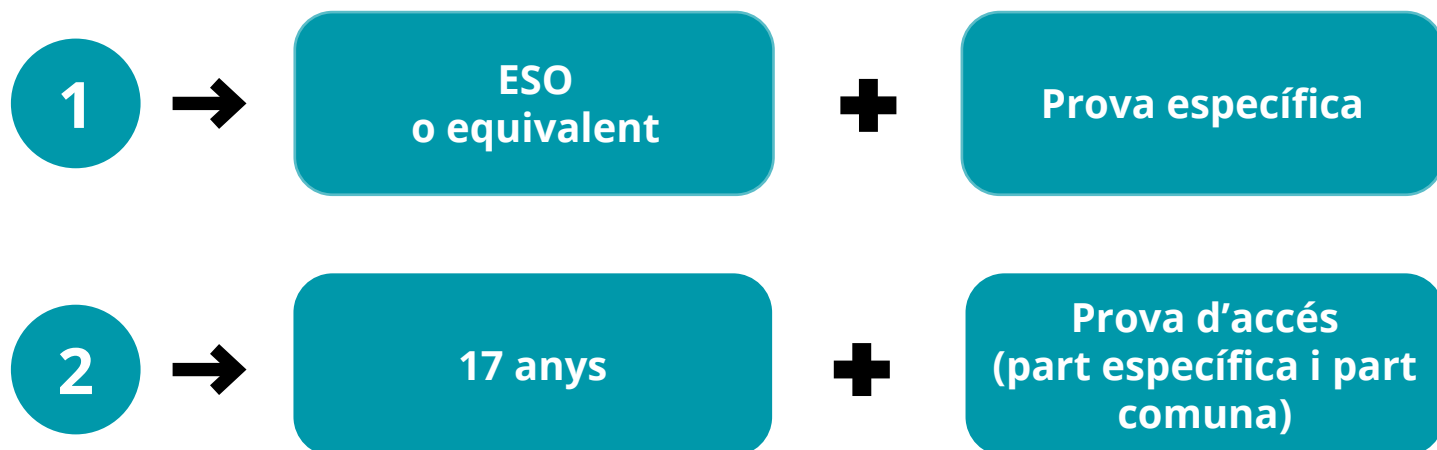 1
ESO
o equivalent
Prova específica
2
17 anys
Prova d’accés
(part específica i part
comuna)